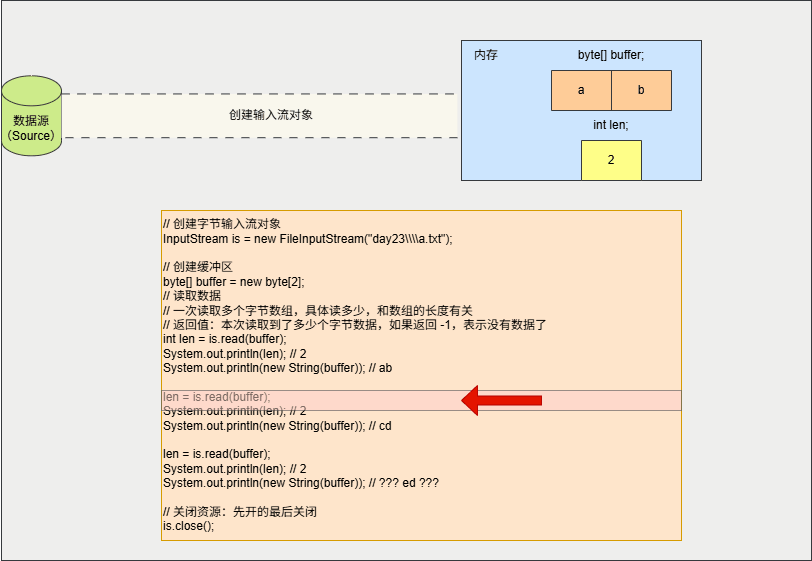 内存
byte[] buffer;
a
b
数据源
（Source）
创建输入流对象
int len;
2
// 创建字节输入流对象
InputStream is = new FileInputStream("day23\\\\a.txt");
// 创建缓冲区
byte[] buffer = new byte[2];
// 读取数据
// 一次读取多个字节数组，具体读多少，和数组的长度有关
// 返回值：本次读取到了多少个字节数据，如果返回 -1，表示没有数据了
int len = is.read(buffer);
System.out.println(len); // 2
System.out.println(new String(buffer)); // ab
len = is.read(buffer);
System.out.println(len); // 2
System.out.println(new String(buffer)); // cd
len = is.read(buffer);
System.out.println(len); // 2
System.out.println(new String(buffer)); // ??? ed ???
// 关闭资源：先开的最后关闭
is.close();